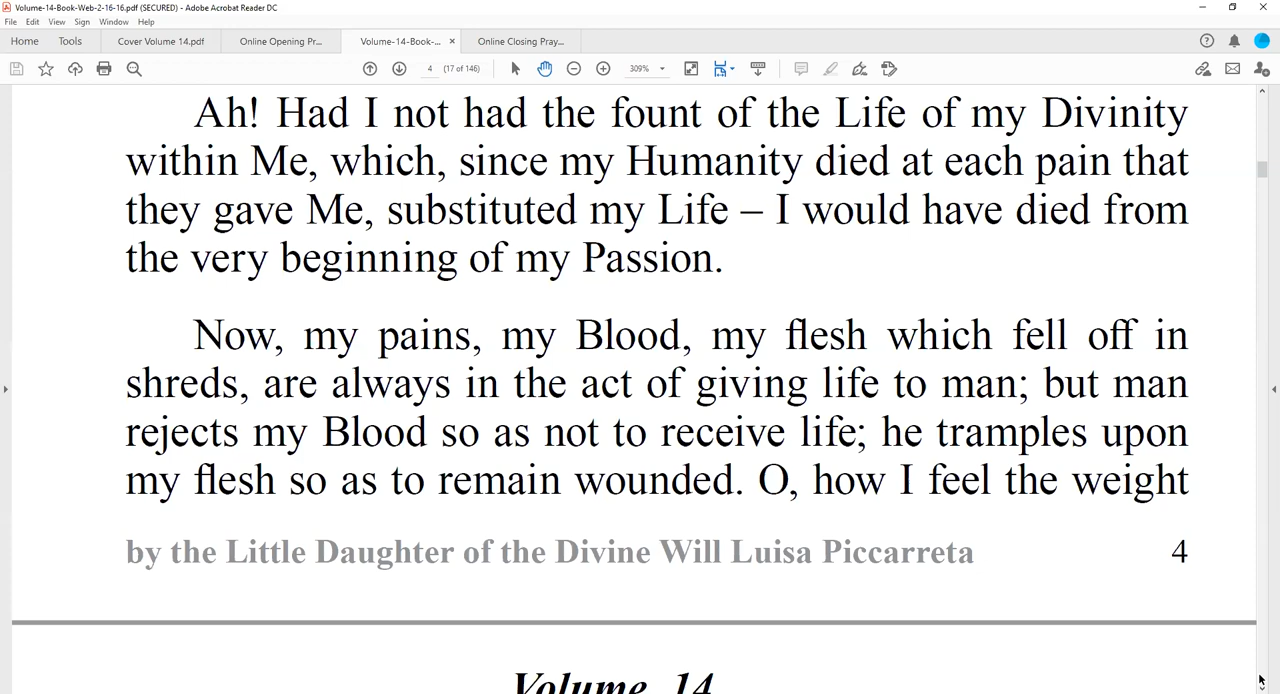 Volume-14-Book-Web-2-16-16.pdf (SECURED) - Adobe Acrobat Reader DC
File Edit View Sign Window Help
Home Tools Cover Volume 14.pdf Online Opening Pr... Volume-14-Book-... × Online Closing Pray...
4 (17 of 146) 309%
Ah! Had I not had the fount of the Life of my Divinity
within Me, which, since my Humanity died at each pain that
they gave Me, substituted my Life – I would have died from
the very beginning of my Passion.
Now, my pains, my Blood, my flesh which fell off in
shreds, are always in the act of giving life to man; but man
rejects my Blood so as not to receive life; he tramples upon
my flesh so as to remain wounded. O, how I feel the weight
by the Little Daughter of the Divine Will Luisa Piccarreta 4
Volume 14